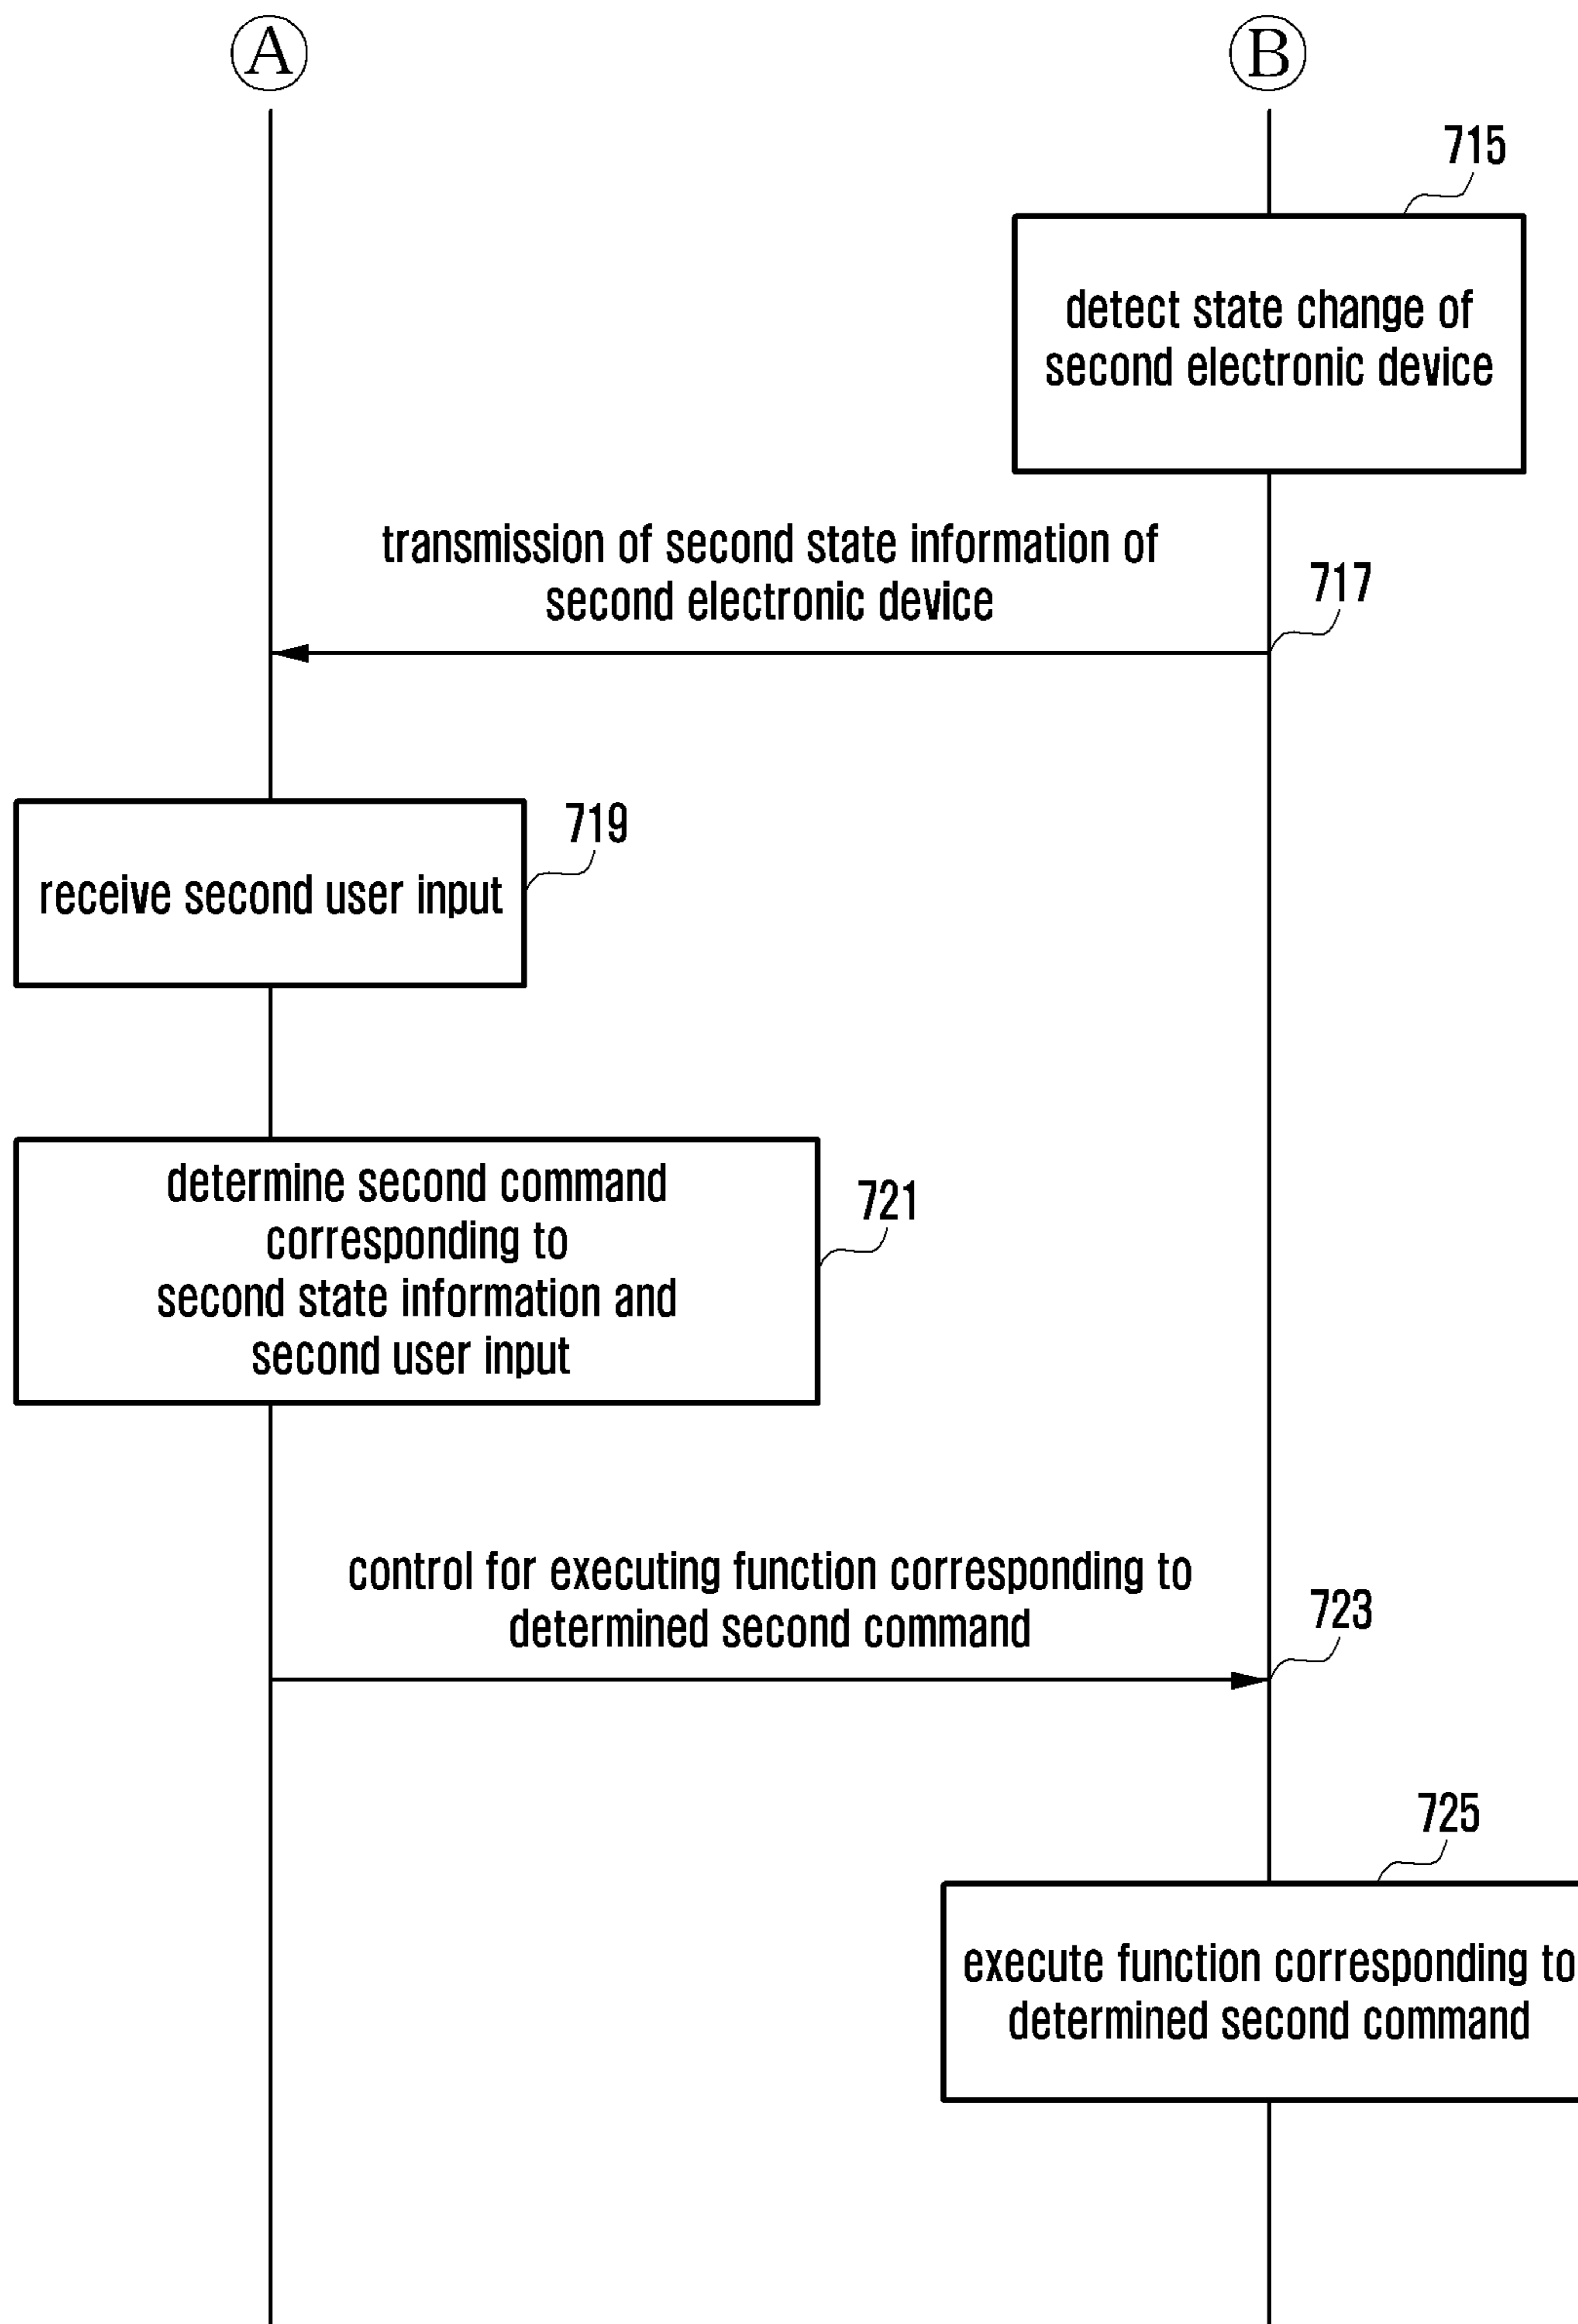 A
B
715
detect state change of
second electronic device
transmission of second state information of
second electronic device
717
719
receive second user input
determine second command
corresponding to
second state information and
second user input
721
control for executing function corresponding to
determined second command
723
725
execute function corresponding to
determined second command